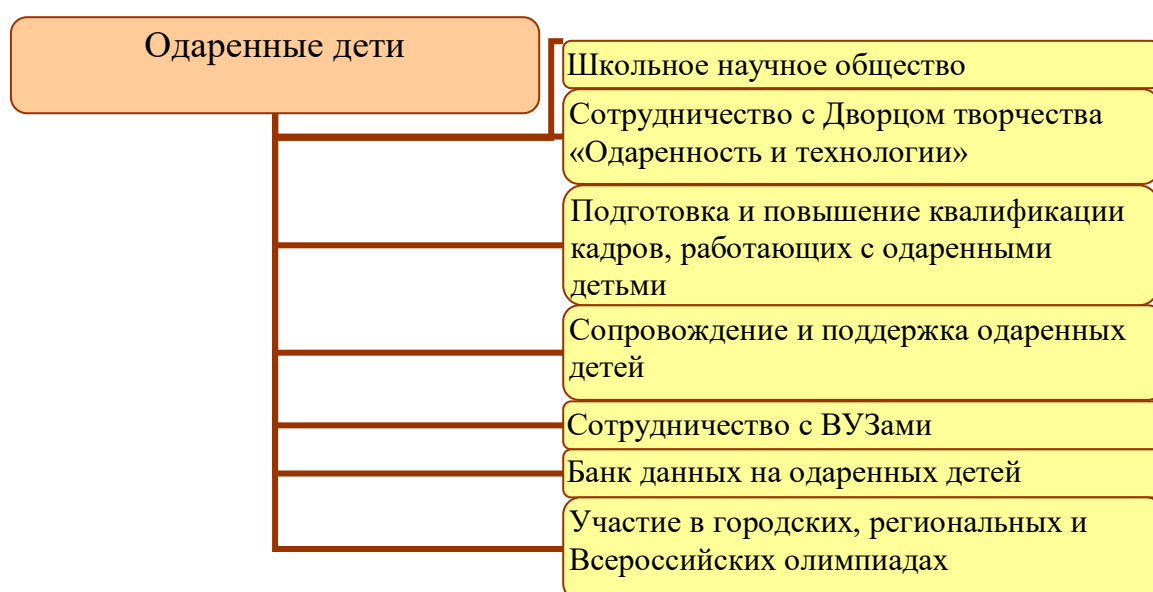 Одаренные дети
Школьное научное общество
Сотрудничество с Дворцом творчества
«Одаренность и технологии»
Подготовка и повышение квалификации
кадров, работающих с одаренными
детьми
Сопровождение и поддержка одаренных
детей
Сотрудничество с ВУЗами
Банк данных на одаренных детей
Участие в городских, региональных и
Всероссийских олимпиадах